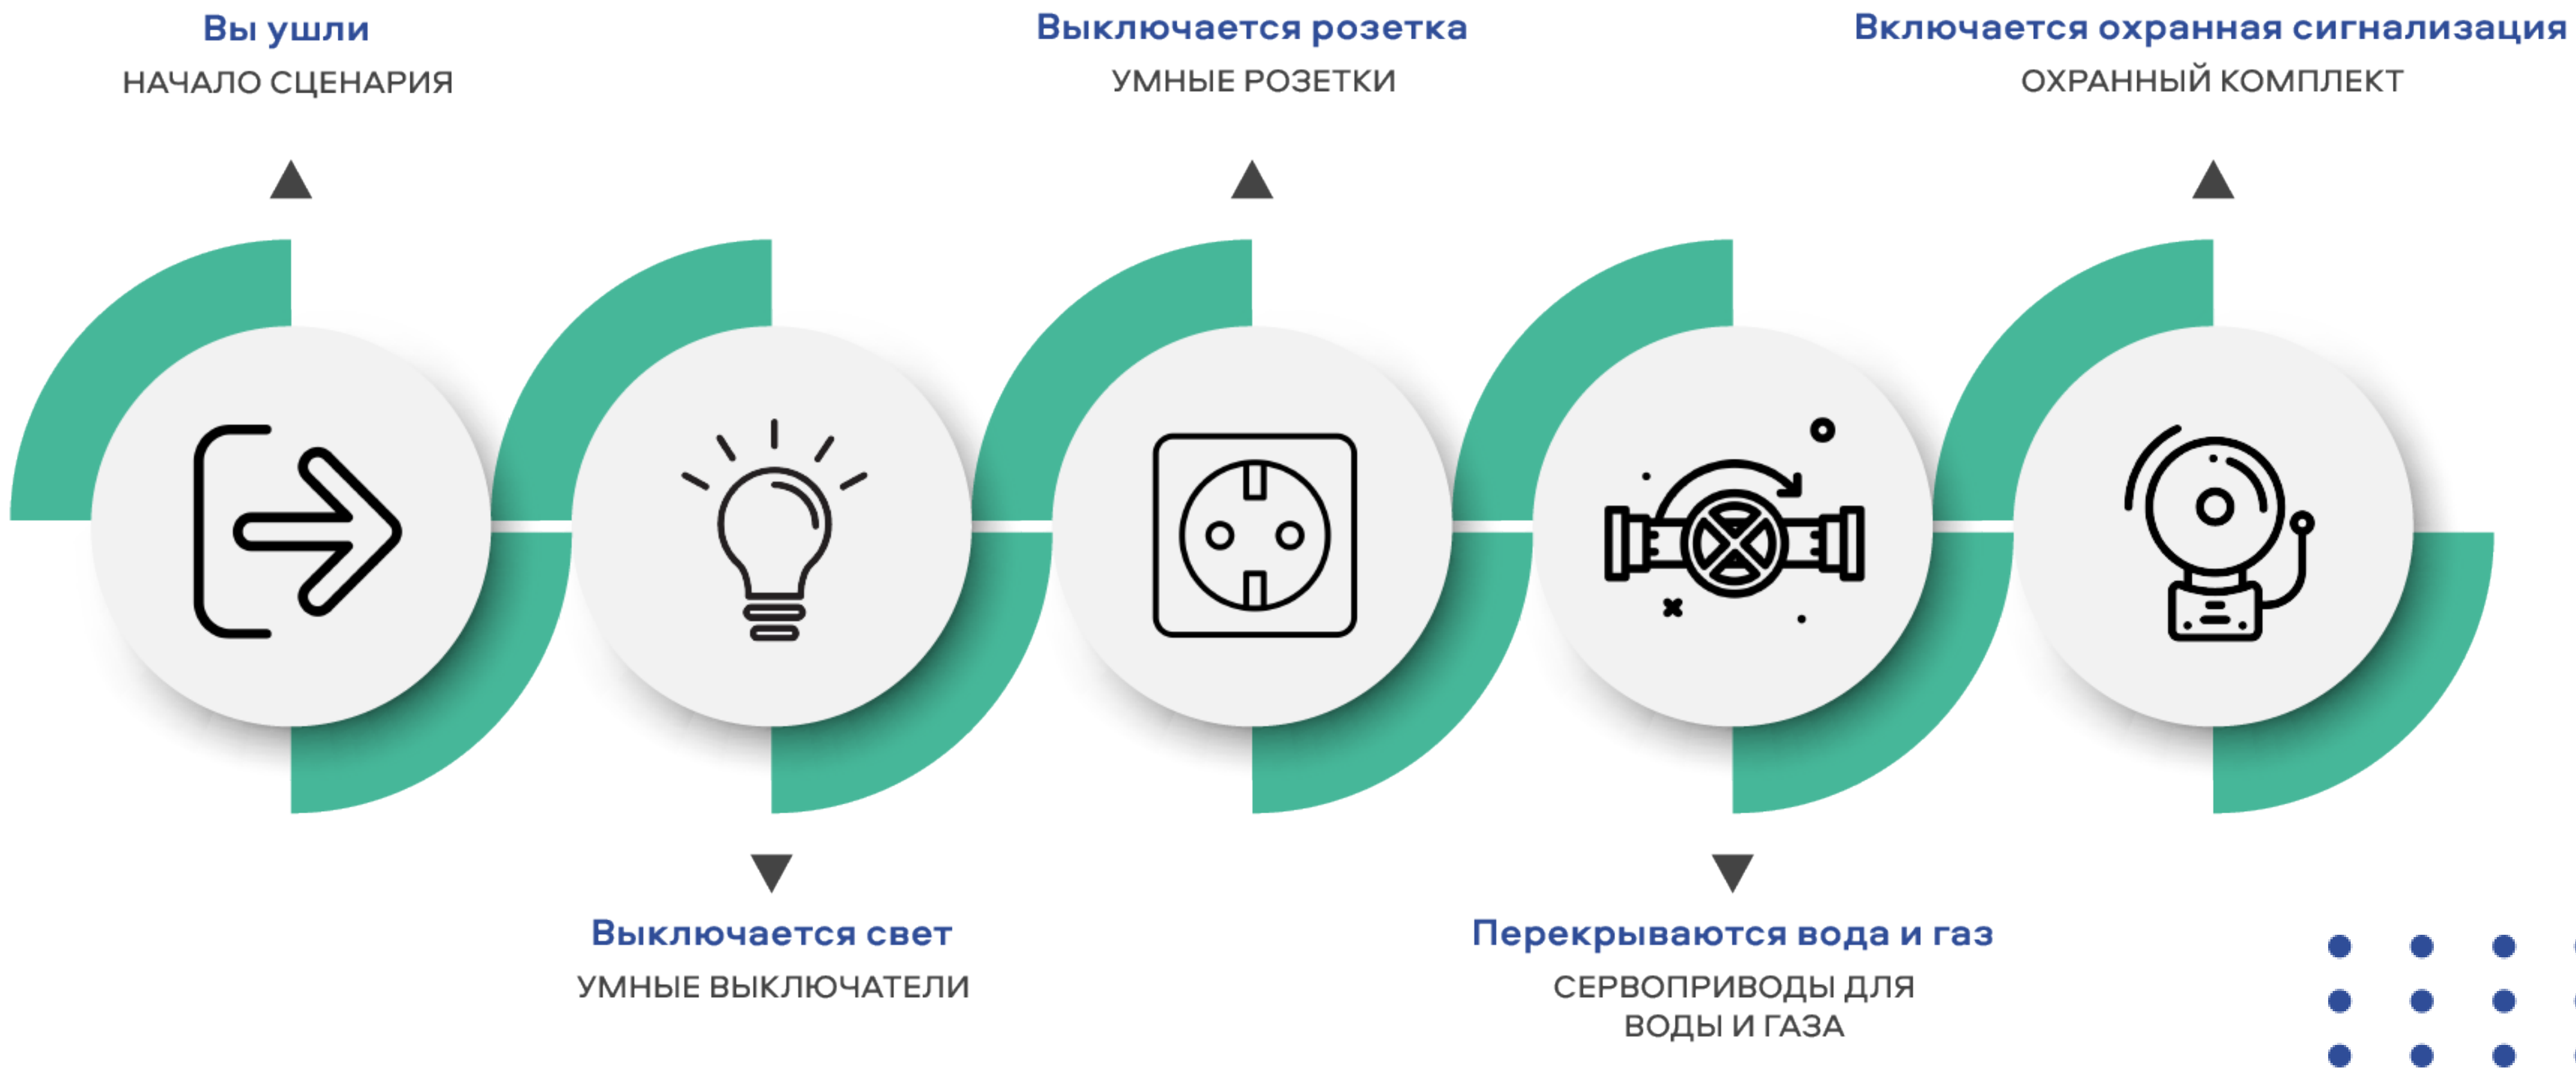 Вы ушли
НАЧАЛО СЦЕНАРИЯ
Выключается розетка
УМНЫЕ РОЗЕТКИ
Включается охранная сигнализация
ОХРАННЫЙ КОМПЛЕКТ
Выключается свет
УМНЫЕ ВЫКЛЮЧАТЕЛИ
Перекрываются вода и газ
СЕРВОПРИВОДЫ ДЛЯ
ВОДЫ И ГАЗА